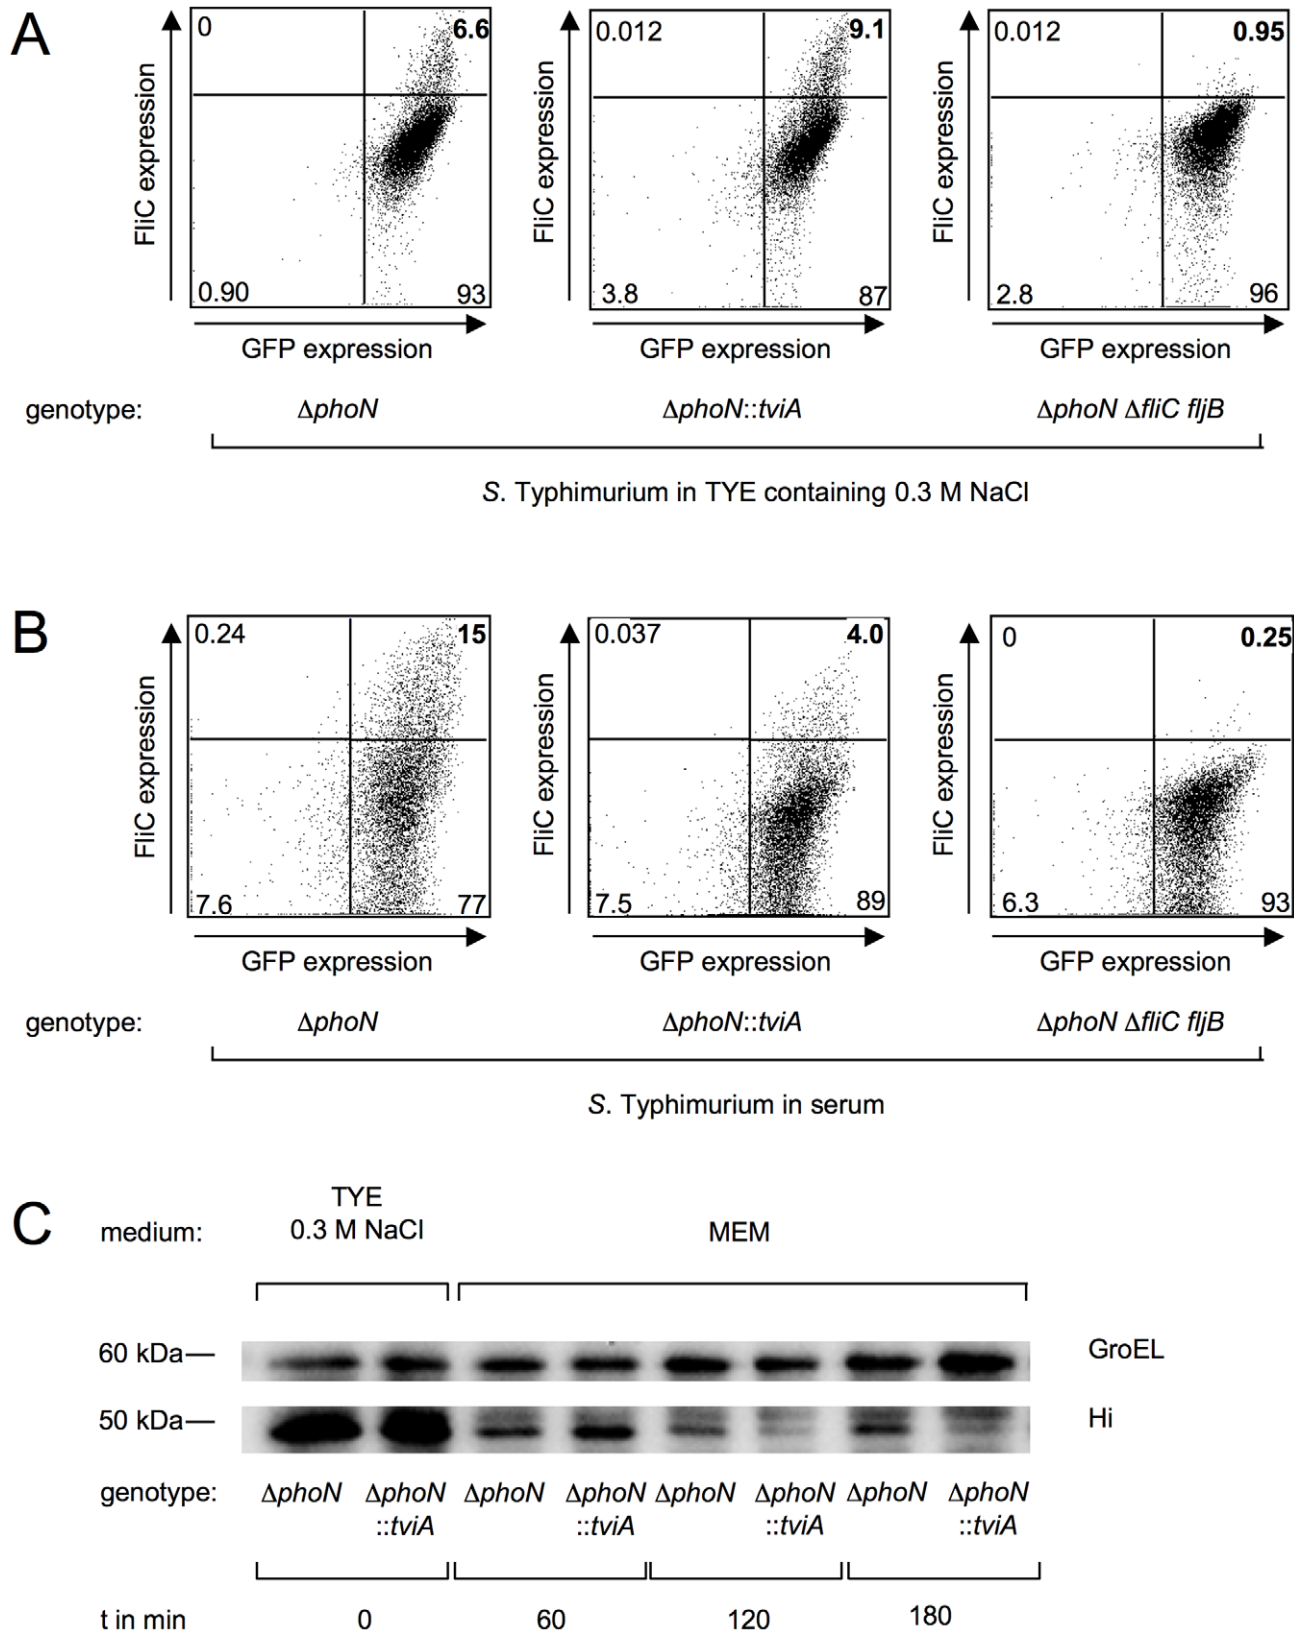 A
0 6.6
0.90 93
FliC expression
GFP expression
0.012 9.1
3.8 87
FliC expression
GFP expression
0.012 0.95
2.8 96
FliC expression
GFP expression
genotype: ΔphoN ΔphoN::tviA ΔphoN ΔfliC fljB
S. Typhimurium in TYE containing 0.3 M NaCl
B
0.24 15
7.6 77
FliC expression
GFP expression
0.037 4.0
7.5 89
FliC expression
GFP expression
0 0.25
6.3 93
FliC expression
GFP expression
genotype: ΔphoN ΔphoN::tviA ΔphoN ΔfliC fljB
S. Typhimurium in serum
C
TYE
medium: 0.3 M NaCl MEM
60 kDa GroEL
50 kDa Hi
genotype: ΔphoN ΔphoN ΔphoN ΔphoN ΔphoN ΔphoN ΔphoN ΔphoN
::tviA ::tviA ::tviA ::tviA
t in min 0 60 120 180